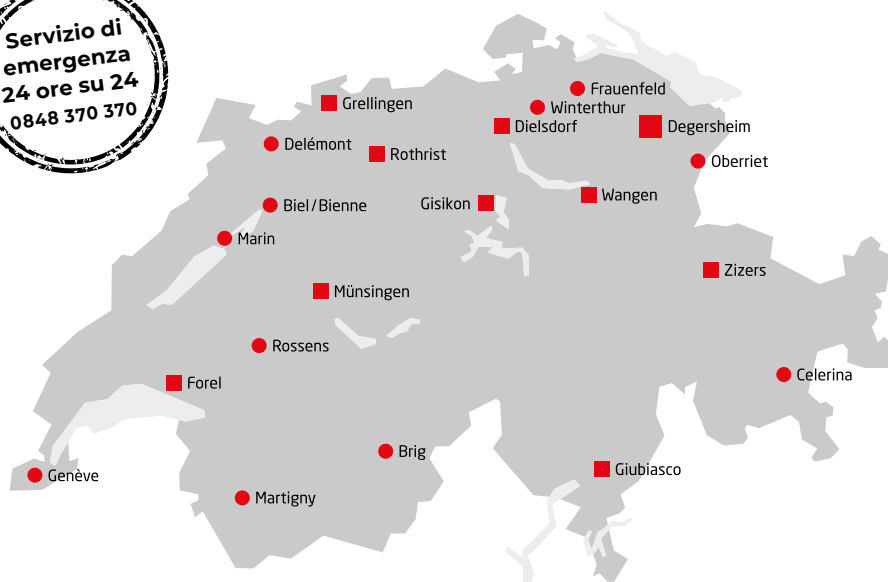 Servizio di
emergenza
24 ore su 24
0848 370 370
Frauenfeld
Grellingen
Winterthur
Dielsdorf
Degersheim
Delémont
Rothrist
Oberriet
Wangen
Biel/Bienne
Gisikon
Marin
Zizers
Münsingen
Rossens
Celerina
Forel
Brig
Giubiasco
Genève
Martigny